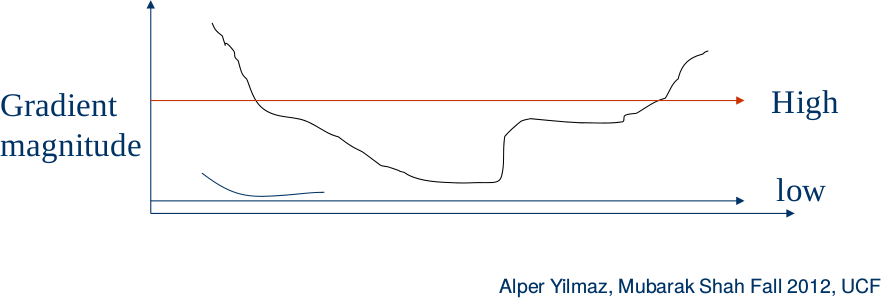 Gradient
magnitude
High
low
Alper Yilmaz, Mubarak Shah Fall 2012, UCF